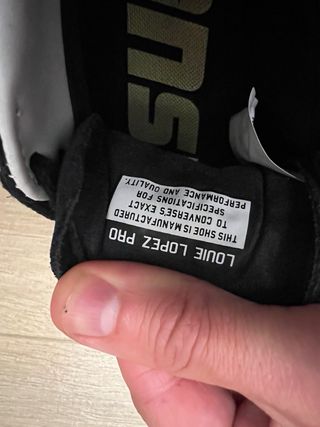 LOUIE LOPEZ PRO
THIS SHOE IS MANUFACTURED
TO CONVERSE'S EXACT
SPECIFICATIONS FOR
PERFORMANCE AND QUALITY.